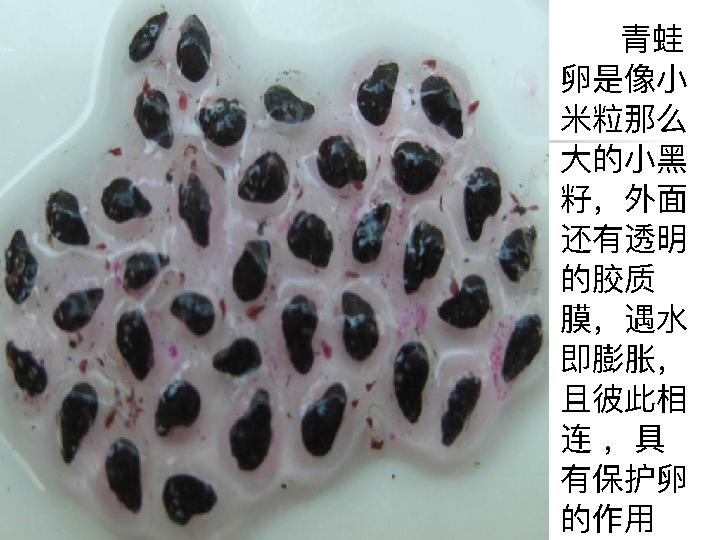 青蛙
卵是像小
米粒那么
大的小黑
籽，外面
还有透明
的胶质
膜，遇水
即膨胀，
且彼此相
连 ，具
有保护卵
的作用